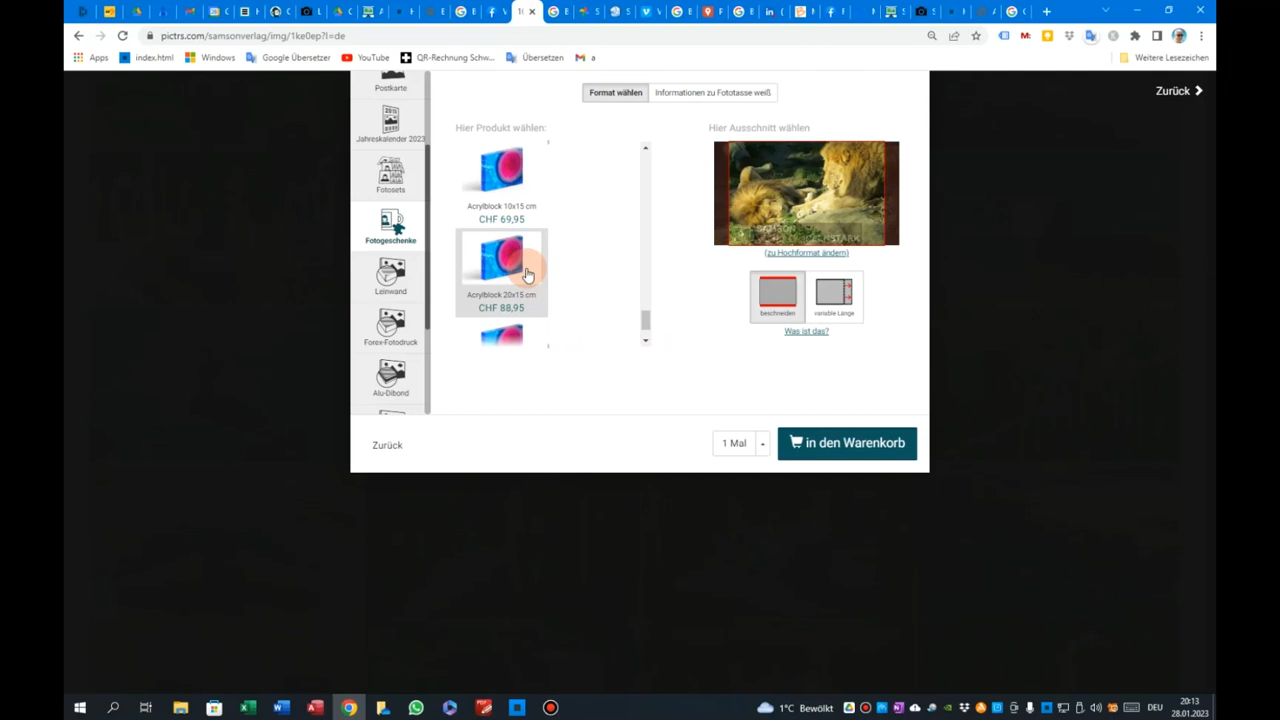 pictrs.com/samsonverlag/img/1ke0ep?l=de
Apps
index.html
Windows
Google Übersetzer
YouTube
QR-Rechnung Schw...
Übersetzen
a
Weitere Lesezeichen
Zurück
Postkarte
Jahreskalender 2023
Fotosets
Fotogeschenke
Leinwand
Forex-Fotodruck
Alu-Dibond
Format wählen
Informationen zu Fototasse weiß
Hier Produkt wählen:
Acrylblock 10x15 cm
CHF 69,95
Acrylblock 20x15 cm
CHF 88,95
Hier Ausschnitt wählen
SAMSON
(zu Hochformat ändern)
beschneiden
variable Länge
Was ist das?
Zurück
1 Mal
in den Warenkorb
1°C Bewölkt
DEU
20:13
28.01.2023